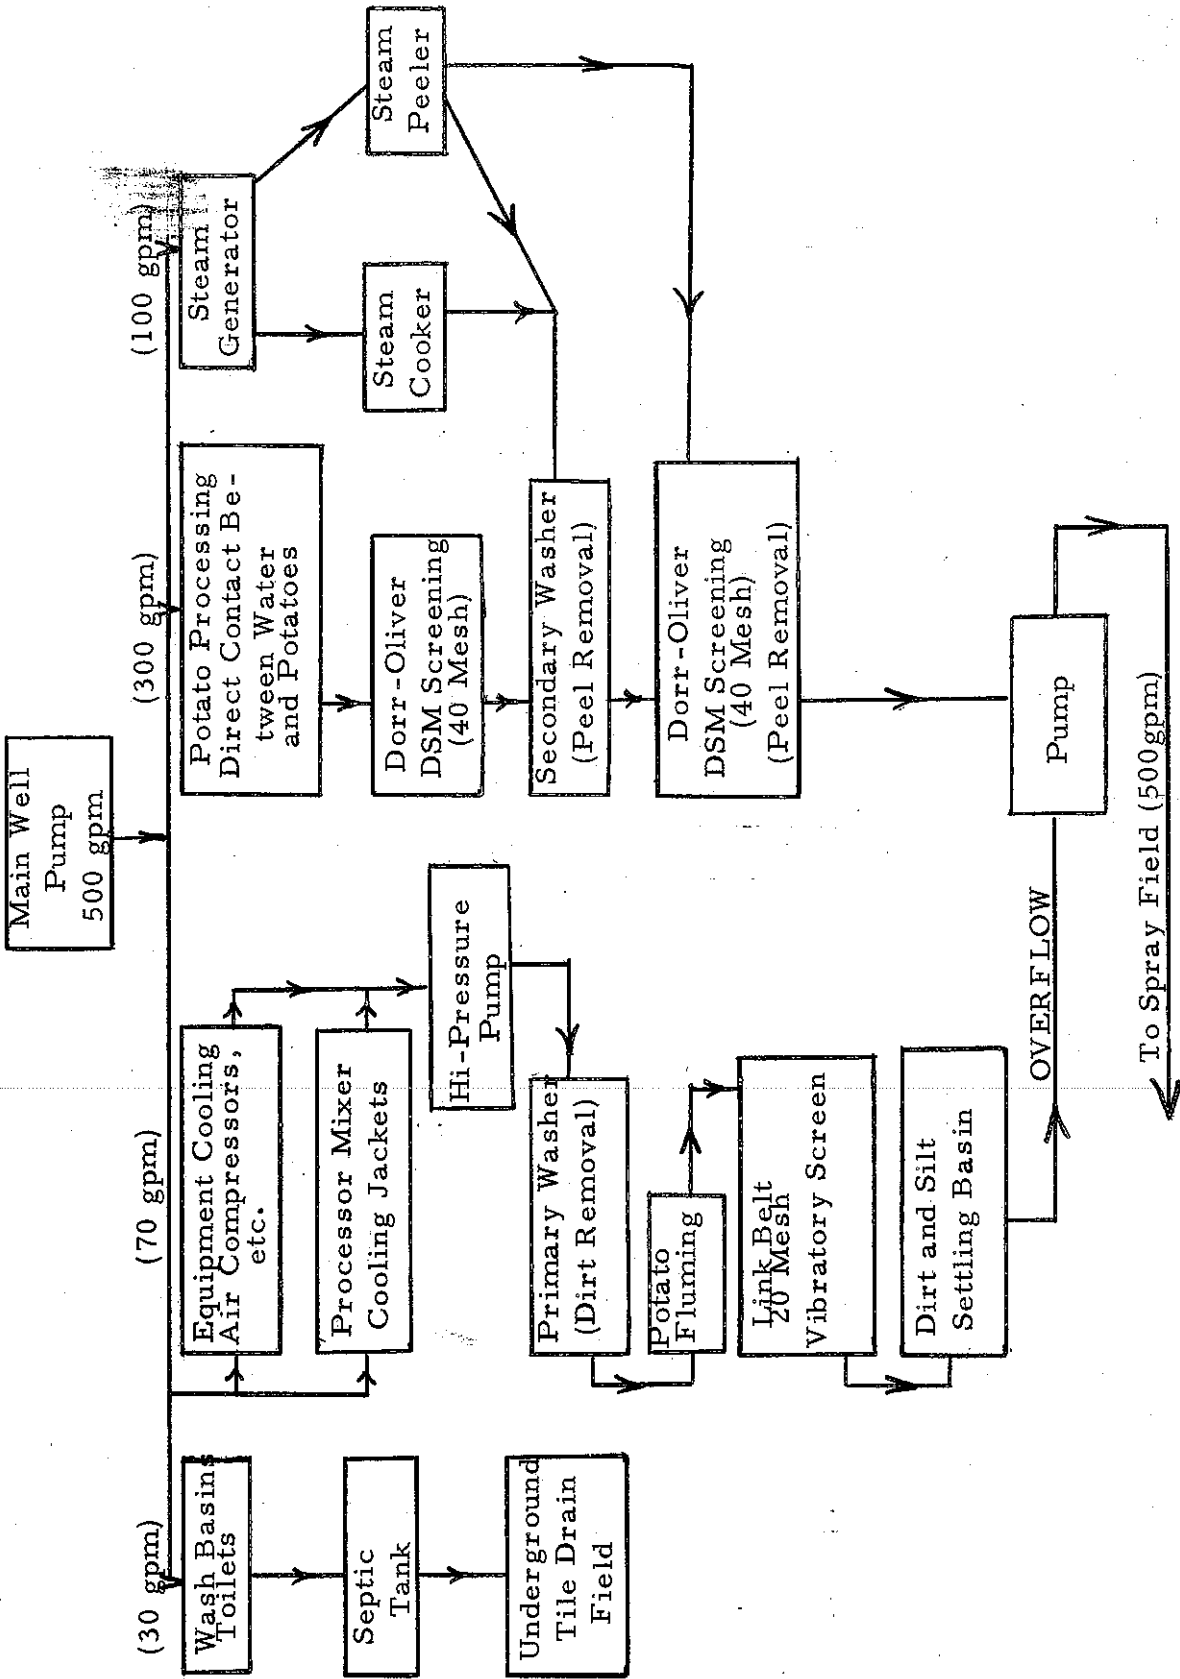 Main Well
Pump
500 gpm
(30 gpm)
(70 gpm)
(300 gpm)
(100 gpm)
Wash Basins
Toilets
Septic
Tank
Underground
Tile Drain
Field
Equipment Cooling
Air Compressors,
etc.
Processor Mixer
Cooling Jackets
Hi-Pressure
Pump
Primary Washer
(Dirt Removal)
Potato
Fluming
Link Belt
20 Mesh
Vibratory Screen
Dirt and Silt
Settling Basin
OVERFLOW
Potato Processing
Direct Contact Be-
tween Water
and Potatoes
Dorr-Oliver
DSM Screening
(40 Mesh)
Secondary Washer
(Peel Removal)
Dorr-Oliver
DSM Screening
(40 Mesh)
(Peel Removal)
Steam
Generator
Steam
Cooker
Steam
Peeler
Pump
To Spray Field (500gpm)